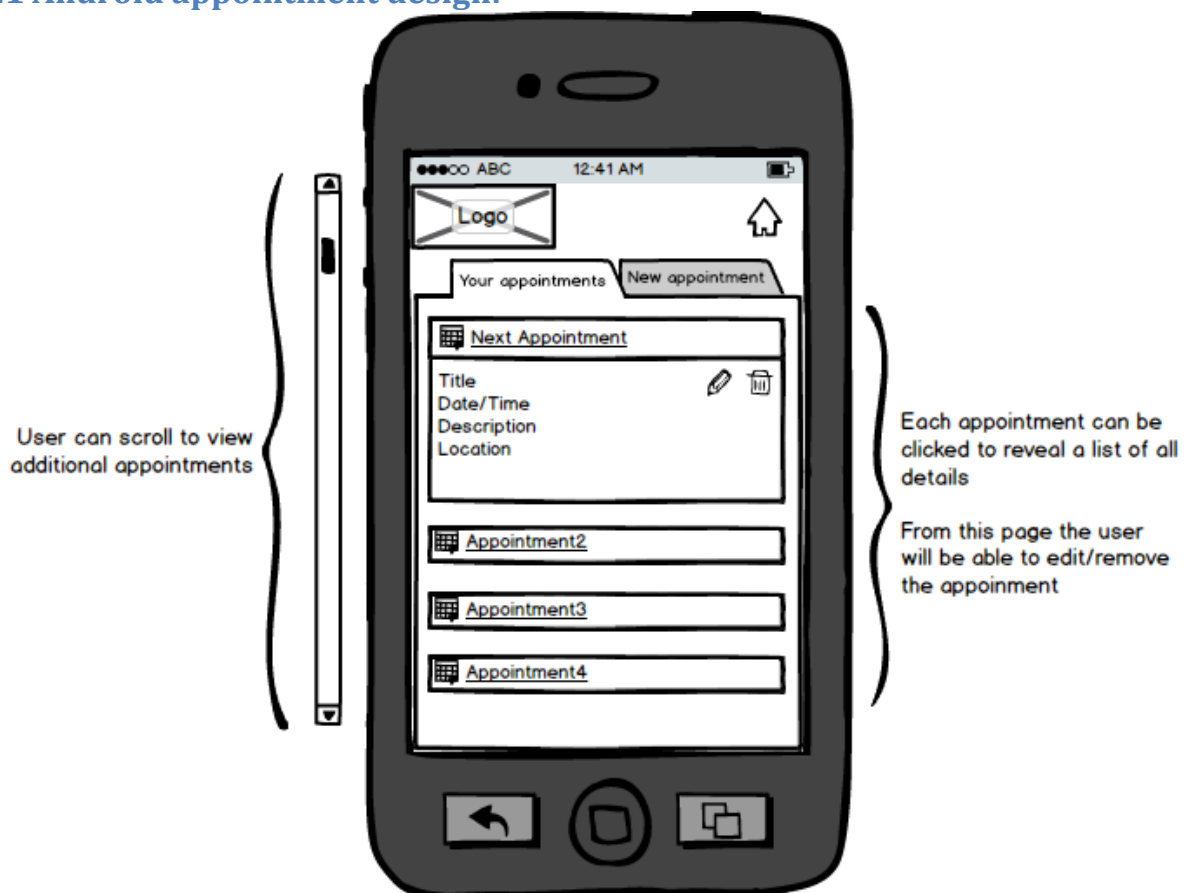 .1 Android appointment design:
ABC 12:41 AM
Logo
Your appointments New appointment
Next Appointment
Title
Date/Time
Description
Location
Appointment2
Appointment3
Appointment4
User can scroll to view
additional appointments
Each appointment can be
clicked to reveal a list of all
details
From this page the user
will be able to edit/remove
the appoinment